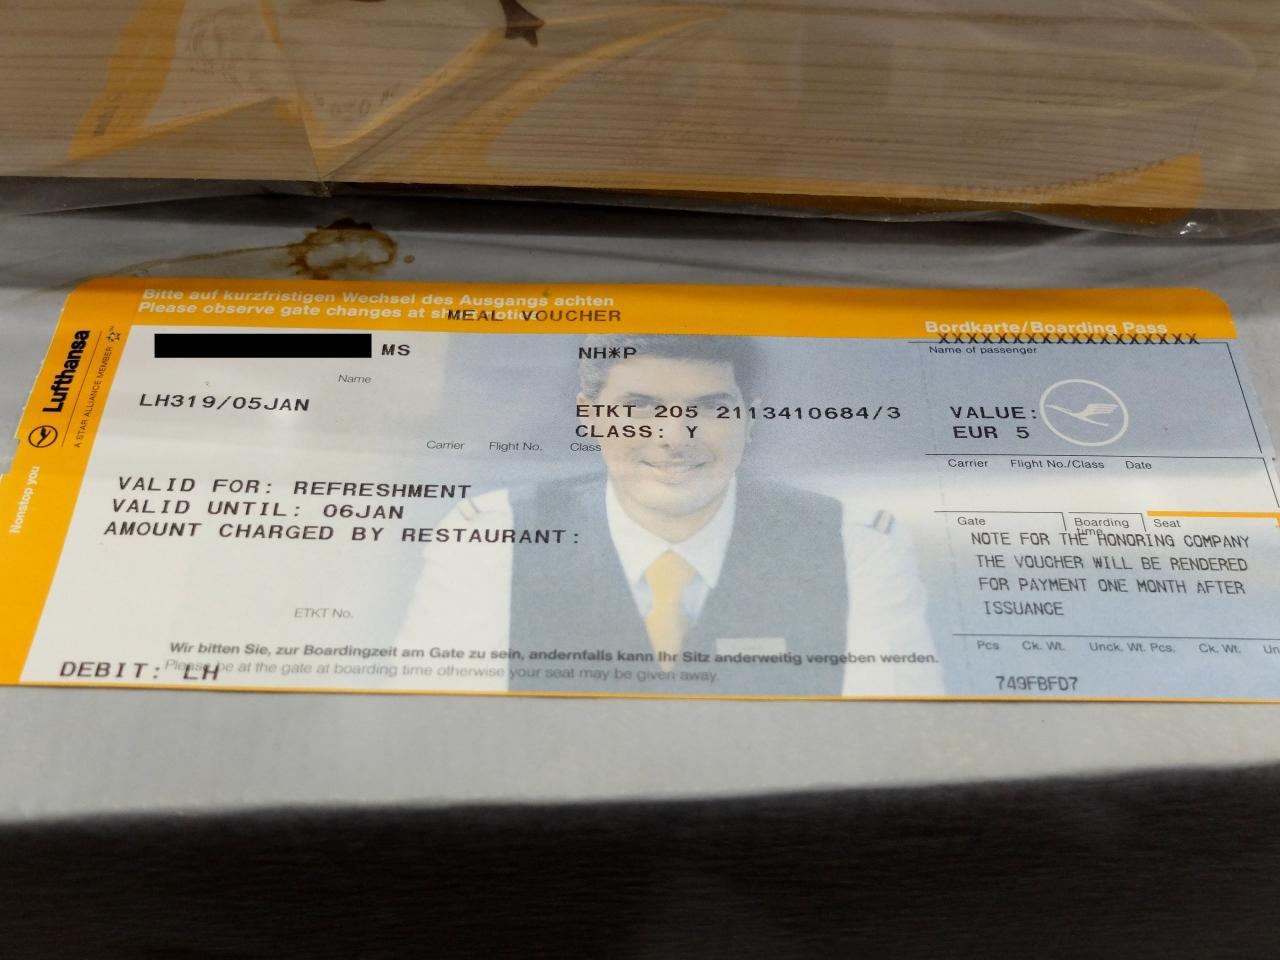 Bitte auf kurzfristigen Wechsel des Ausgangs achten
Please observe gate changes at short notice
MEAL VOUCHER
Lufthansa
A STAR ALLIANCE MEMBER
Nonstop you
MS
NH*P
Name
LH319/05JAN
ETKT 205 2113410684/3
CLASS: Y
Carrier Flight No. Class
VALID FOR: REFRESHMENT
VALID UNTIL: 06JAN
AMOUNT CHARGED BY RESTAURANT:
ETKT No.
Wir bitten Sie, zur Boardingzeit am Gate zu sein, andernfalls kann Ihr Sitz anderweitig vergeben werden.
Please be at the gate at boarding time otherwise your seat may be given away.
DEBIT: LH
Bordkarte/Boarding Pass
XXXXXXXXXXXXXXXXXX
Name of passenger
VALUE:
EUR 5
Carrier Flight No./Class Date
Gate Boarding time Seat
NOTE FOR THE HONORING COMPANY
THE VOUCHER WILL BE RENDERED
FOR PAYMENT ONE MONTH AFTER
ISSUANCE
Pcs Ck. Wt. Unck. Wt. Pcs. Ck. Wt. Un
749FBFD7